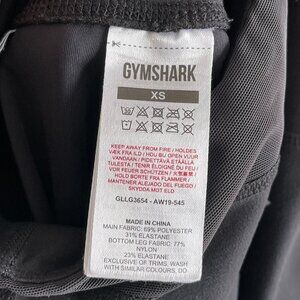 GYMSHARK
XS
KEEP AWAY FROM FIRE / HOLDES
VÆK FRA ILD / HOU BIJ OPEN VUUR
VANDAAN / PIDETTÄVÄ ETÄÄLLÄ
TULESTA / TENIR ÉLOIGNÉ DU FEU /
VOR FEUER SCHÜTZEN /
HOLD BORTE FRA FLAMMER /
MANTENER ALEJADO DEL FUEGO /
SKYDDA MOT ELD
GLLG3654 - AW19-545
MADE IN CHINA
MAIN FABRIC: 69% POLYESTER
31% ELASTANE
BOTTOM LEG FABRIC: 77%
NYLON
23% ELASTANE
EXCLUSIVE OF TRIMS. WASH
WITH SIMILAR COLOURS, DO